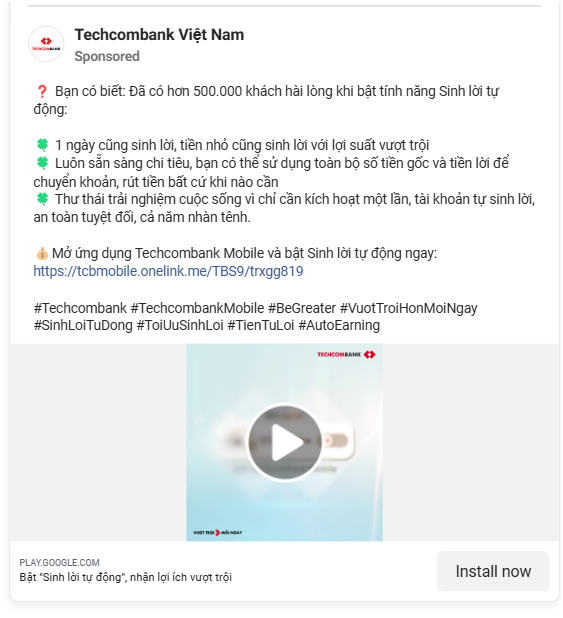 Techcombank Việt Nam
Sponsored
TECHCOMBANK
❓ Bạn có biết: Đã có hơn 500.000 khách hài lòng khi bật tính năng Sinh lời tự
động:
🍀 1 ngày cũng sinh lời, tiền nhỏ cũng sinh lời với lợi suất vượt trội
🍀 Luôn sẵn sàng chi tiêu, bạn có thể sử dụng toàn bộ số tiền gốc và tiền lời để
chuyển khoản, rút tiền bất cứ khi nào cần
🍀 Thư thái trải nghiệm cuộc sống vì chỉ cần kích hoạt một lần, tài khoản tự sinh lời,
an toàn tuyệt đối, cả năm nhàn tênh.
💰Mở ứng dụng Techcombank Mobile và bật Sinh lời tự động ngay:
https://tcbmobile.onelink.me/TBS9/trxgg819
#Techcombank #TechcombankMobile #BeGreater #VuotTroiHonMoiNgay
#SinhLoiTuDong #ToiUuSinhLoi #TienTuLoi #AutoEarning
TECHCOMBANK
VƯỢT TRỘI MỖI NGÀY
PLAY.GOOGLE.COM
Bật "Sinh lời tự động", nhận lợi ích vượt trội
Install now